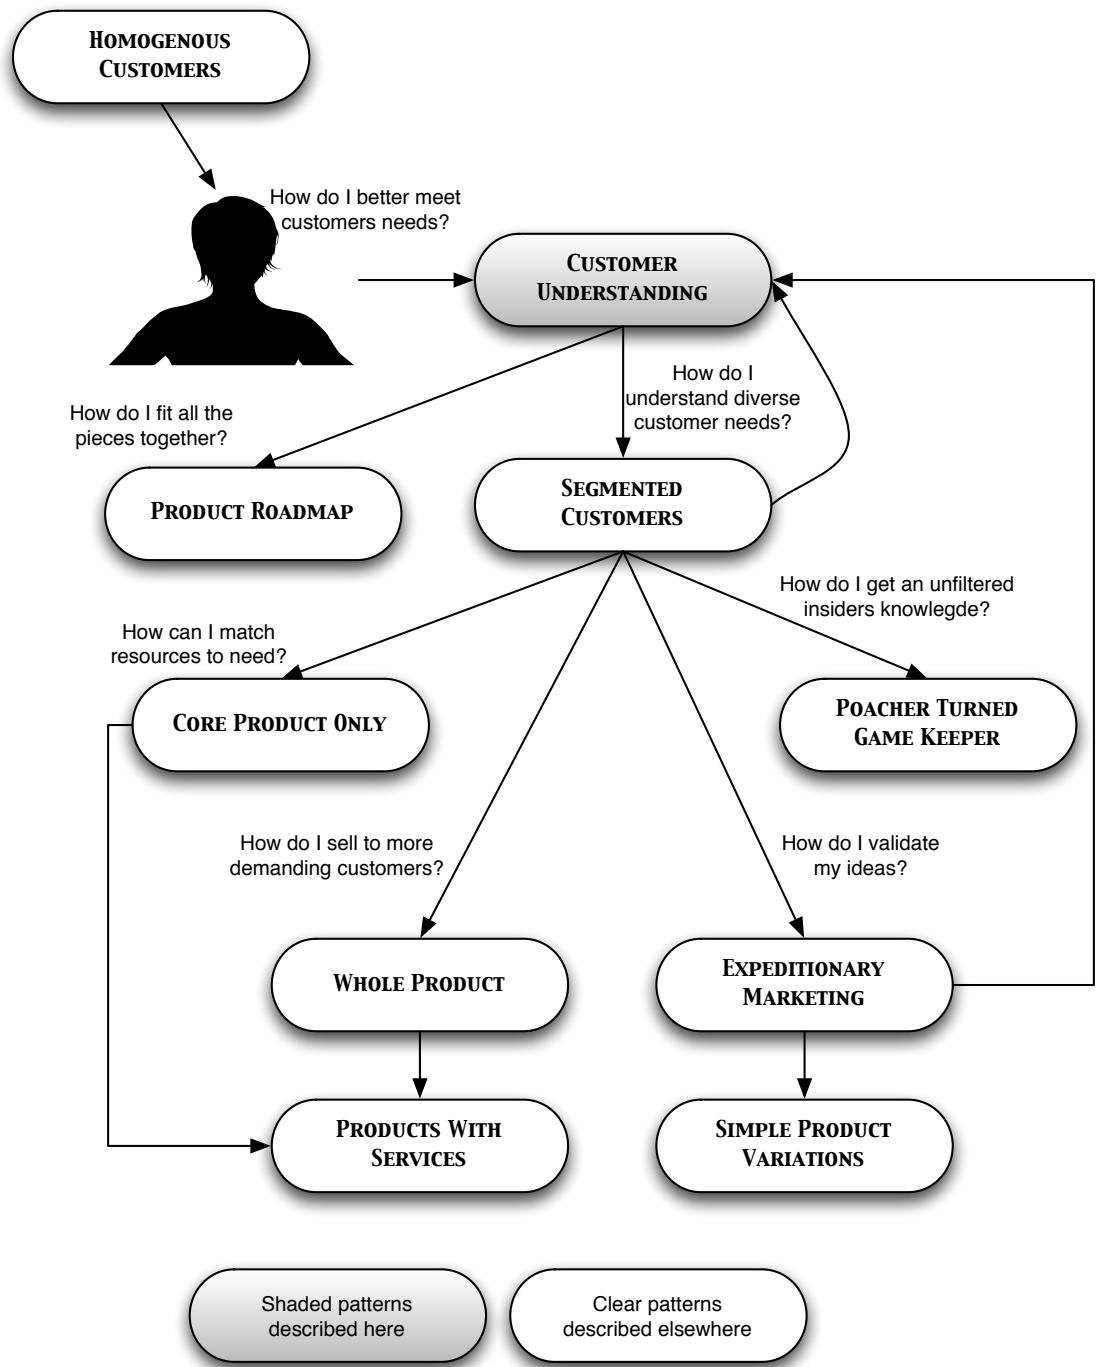 HOMOGENOUS
CUSTOMERS
How do I better meet
customers needs?
CUSTOMER
UNDERSTANDING
How do I
understand diverse
customer needs?
How do I fit all the
pieces together?
PRODUCT ROADMAP
SEGMENTED
CUSTOMERS
How do I get an unfiltered
insiders knowlegde?
How can I match
resources to need?
CORE PRODUCT ONLY
POACHER TURNED
GAME KEEPER
How do I sell to more
demanding customers?
How do I validate
my ideas?
WHOLE PRODUCT
EXPEDITIONARY
MARKETING
PRODUCTS WITH
SERVICES
SIMPLE PRODUCT
VARIATIONS
Shaded patterns
described here
Clear patterns
described elsewhere